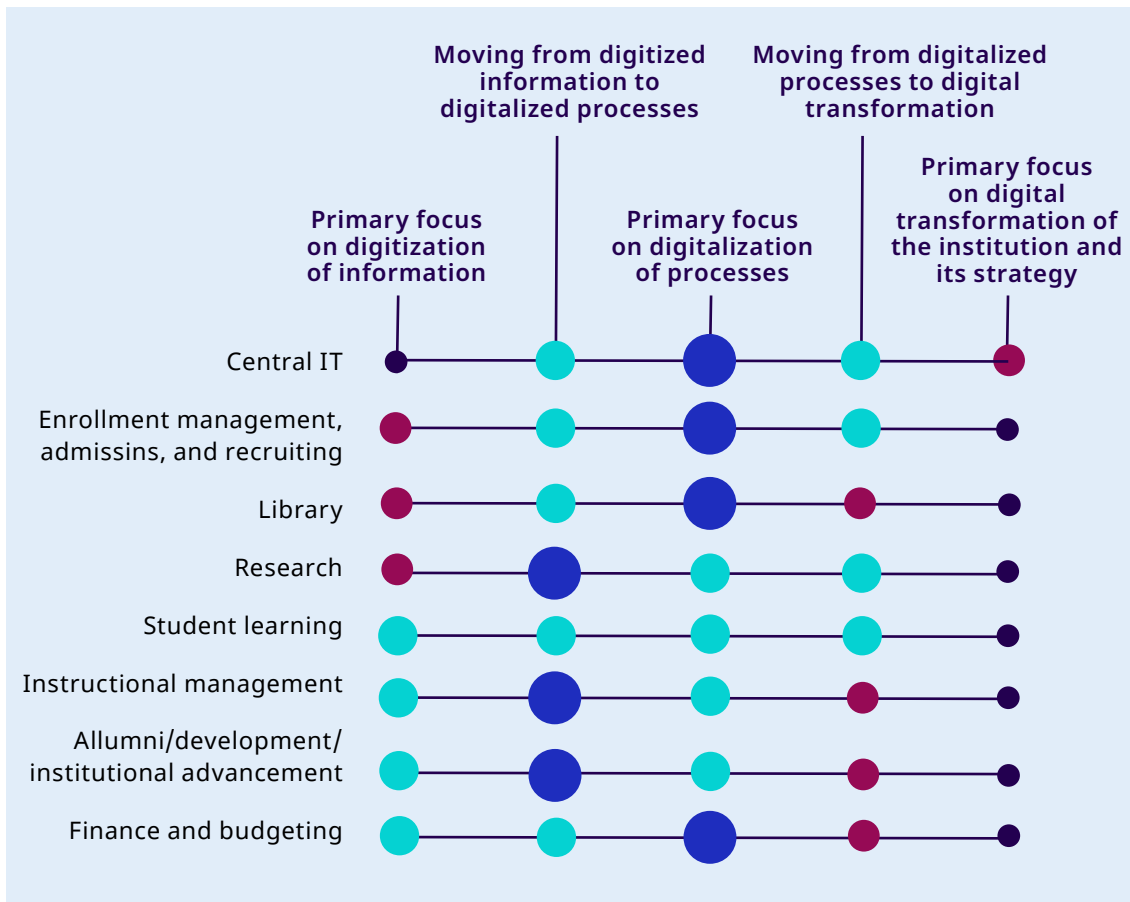 Moving from digitized
information to
digitalized processes
Moving from digitalized
processes to digital
transformation
Primary focus
on digital
transformation of
the institution and
its strategy
Primary focus
on digitization
of information
Primary focus
on digitalization
of processes
Central IT
Enrollment management,
admissins, and recruiting
Library
Research
Student learning
Instructional management
Allumni/development/
institutional advancement
Finance and budgeting